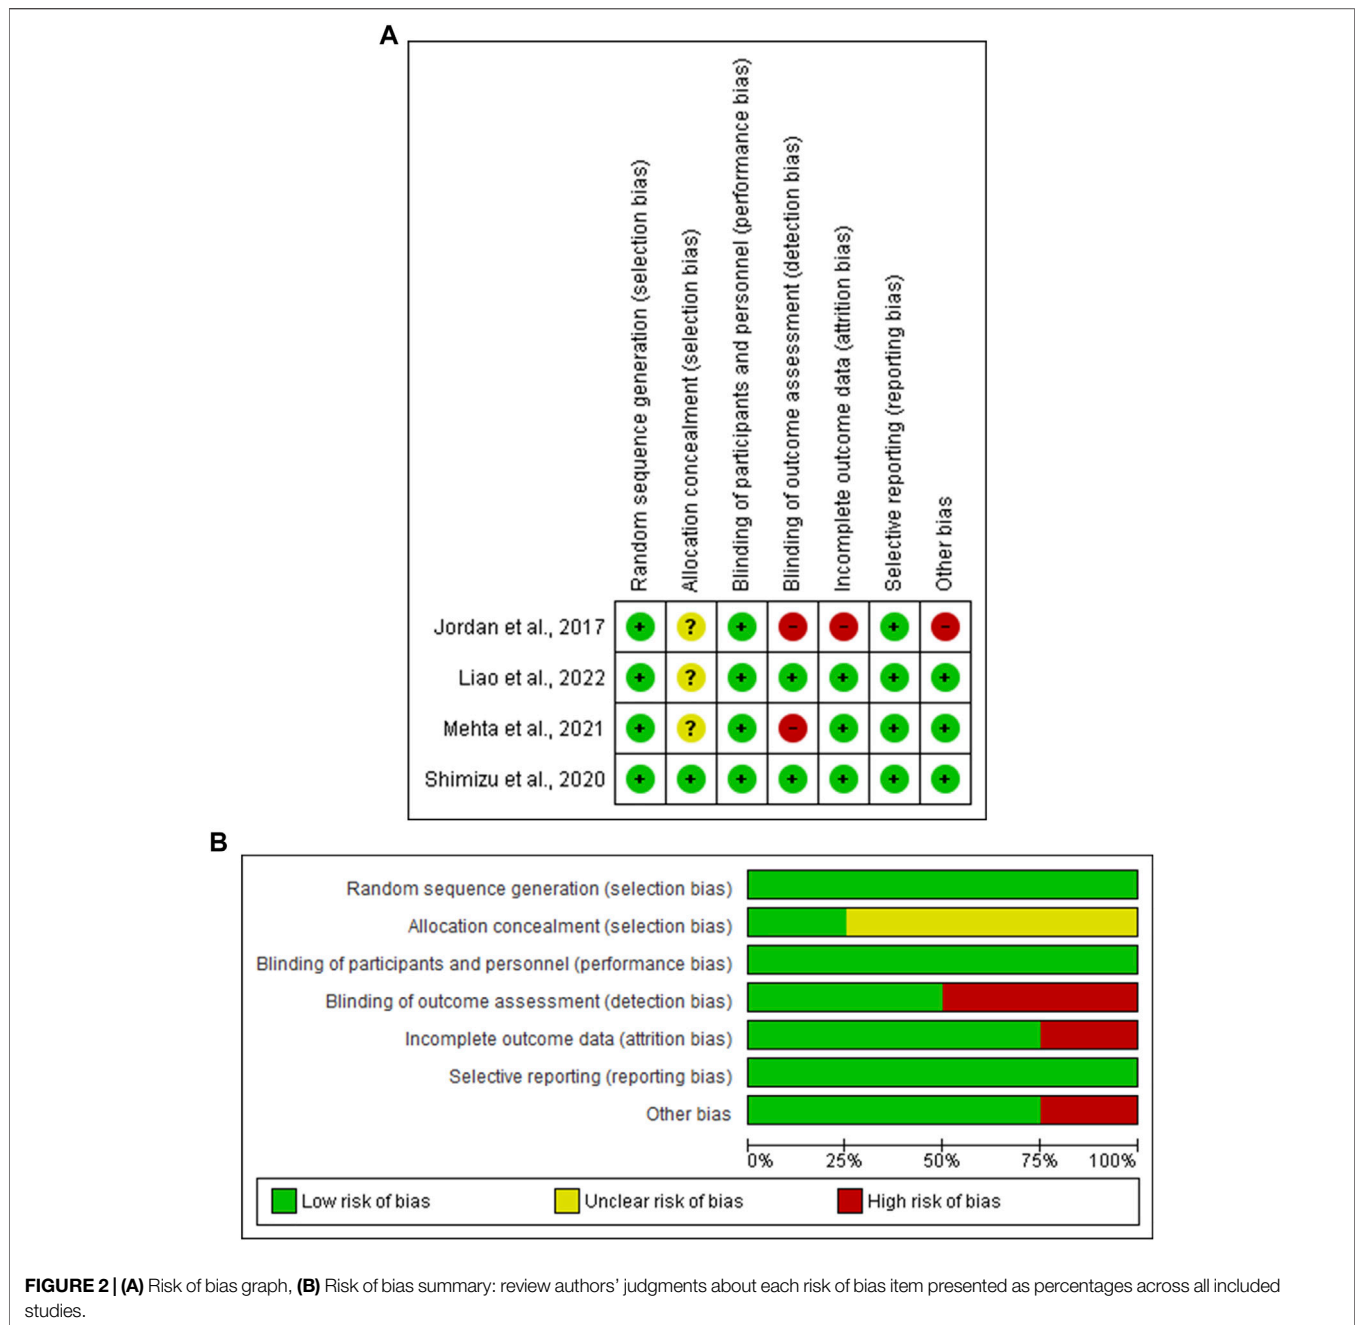 A
Random sequence generation (selection bias)
Allocation concealment (selection bias)
Blinding of participants and personnel (performance bias)
Blinding of outcome assessment (detection bias)
Incomplete outcome data (attrition bias)
Selective reporting (reporting bias)
Other bias
Jordan et al., 2017 + ? + - - + -
Liao et al., 2022 + ? + + + + +
Mehta et al., 2021 + ? + - + + +
Shimizu et al., 2020 + + + + + + +
B
Random sequence generation (selection bias)
Allocation concealment (selection bias)
Blinding of participants and personnel (performance bias)
Blinding of outcome assessment (detection bias)
Incomplete outcome data (attrition bias)
Selective reporting (reporting bias)
Other bias
0% 25% 50% 75% 100%
Low risk of bias Unclear risk of bias High risk of bias
FIGURE 2 | (A) Risk of bias graph, (B) Risk of bias summary: review authors’ judgments about each risk of bias item presented as percentages across all included
studies.